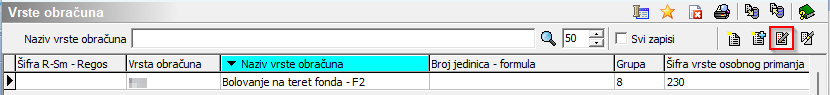 Vrste obračuna
Naziv vrste obračuna 50 Svi zapisi
Šifra R-Sm - Regos Vrsta obračuna Naziv vrste obračuna Broj jedinica - formula Grupa Šifra vrste osobnog primanja
Bolovanje na teret fonda - F2 8 230